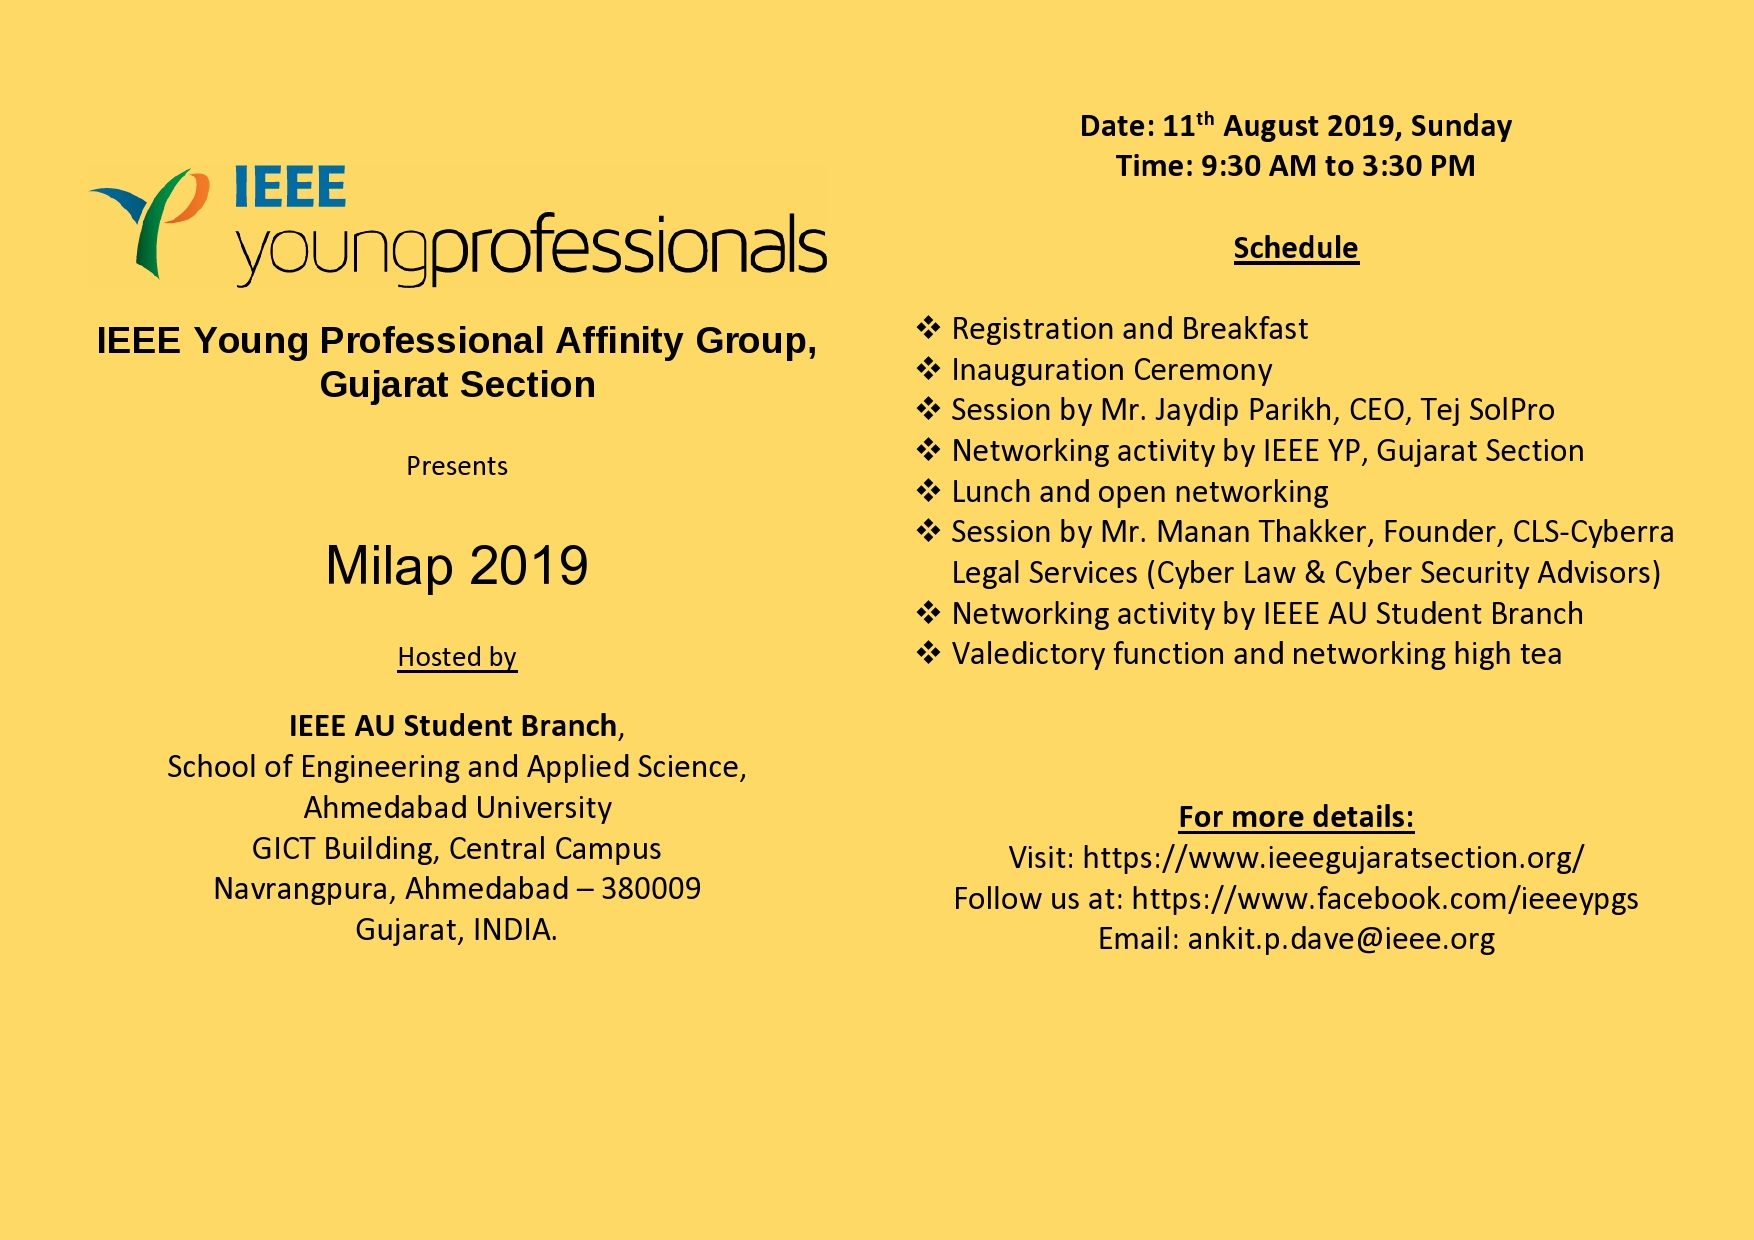 IEEE
youngprofessionals
IEEE Young Professional Affinity Group,
Gujarat Section
Presents
Milap 2019
Hosted by
IEEE AU Student Branch,
School of Engineering and Applied Science,
Ahmedabad University
GICT Building, Central Campus
Navrangpura, Ahmedabad – 380009
Gujarat, INDIA.
Date: 11th August 2019, Sunday
Time: 9:30 AM to 3:30 PM
Schedule
❖ Registration and Breakfast
❖ Inauguration Ceremony
❖ Session by Mr. Jaydip Parikh, CEO, Tej SolPro
❖ Networking activity by IEEE YP, Gujarat Section
❖ Lunch and open networking
❖ Session by Mr. Manan Thakker, Founder, CLS-Cyberra
Legal Services (Cyber Law & Cyber Security Advisors)
❖ Networking activity by IEEE AU Student Branch
❖ Valedictory function and networking high tea
For more details:
Visit: https://www.ieeegujaratsection.org/
Follow us at: https://www.facebook.com/ieeeypgs
Email: ankit.p.dave@ieee.org